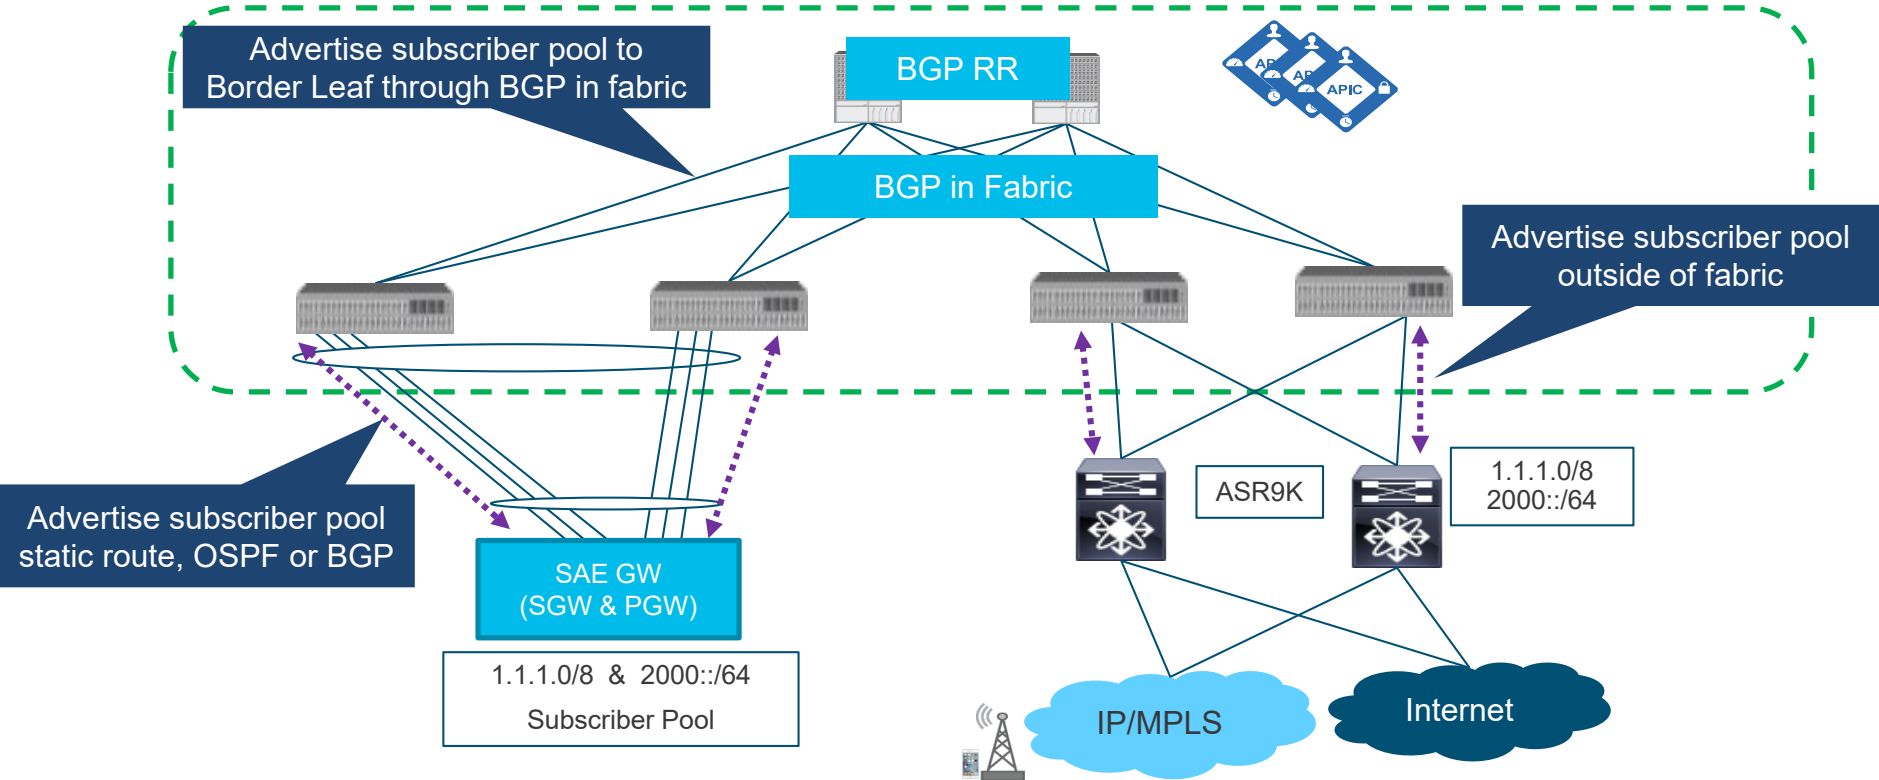 Advertise subscriber pool to
Border Leaf through BGP in fabric
BGP RR
AP
AP
APIC
BGP in Fabric
Advertise subscriber pool
outside of fabric
Advertise subscriber pool
static route, OSPF or BGP
SAE GW
(SGW & PGW)
1.1.1.0/8 & 2000::/64
Subscriber Pool
ASR9K
1.1.1.0/8
2000::/64
IP/MPLS
Internet